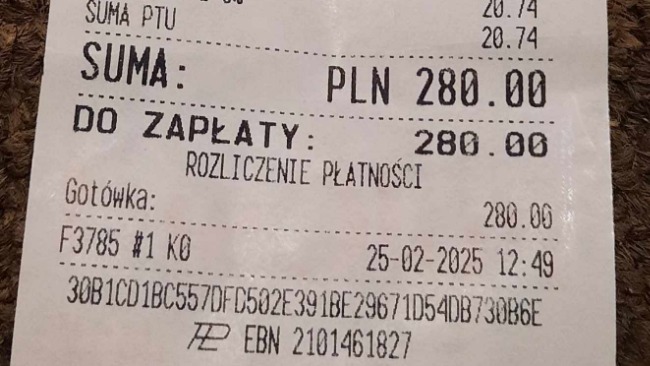 20.74
SUMA PTU 20.74
SUMA: PLN 280.00
DO ZAPŁATY: 280.00
ROZLICZENIE PŁATNOŚCI
Gotówka: 280.00
F3785 #1 K0 25-02-2025 12:49
30B1CD1BC557DFD502E391BE29671D54DB730B6E
EBN 2101461827